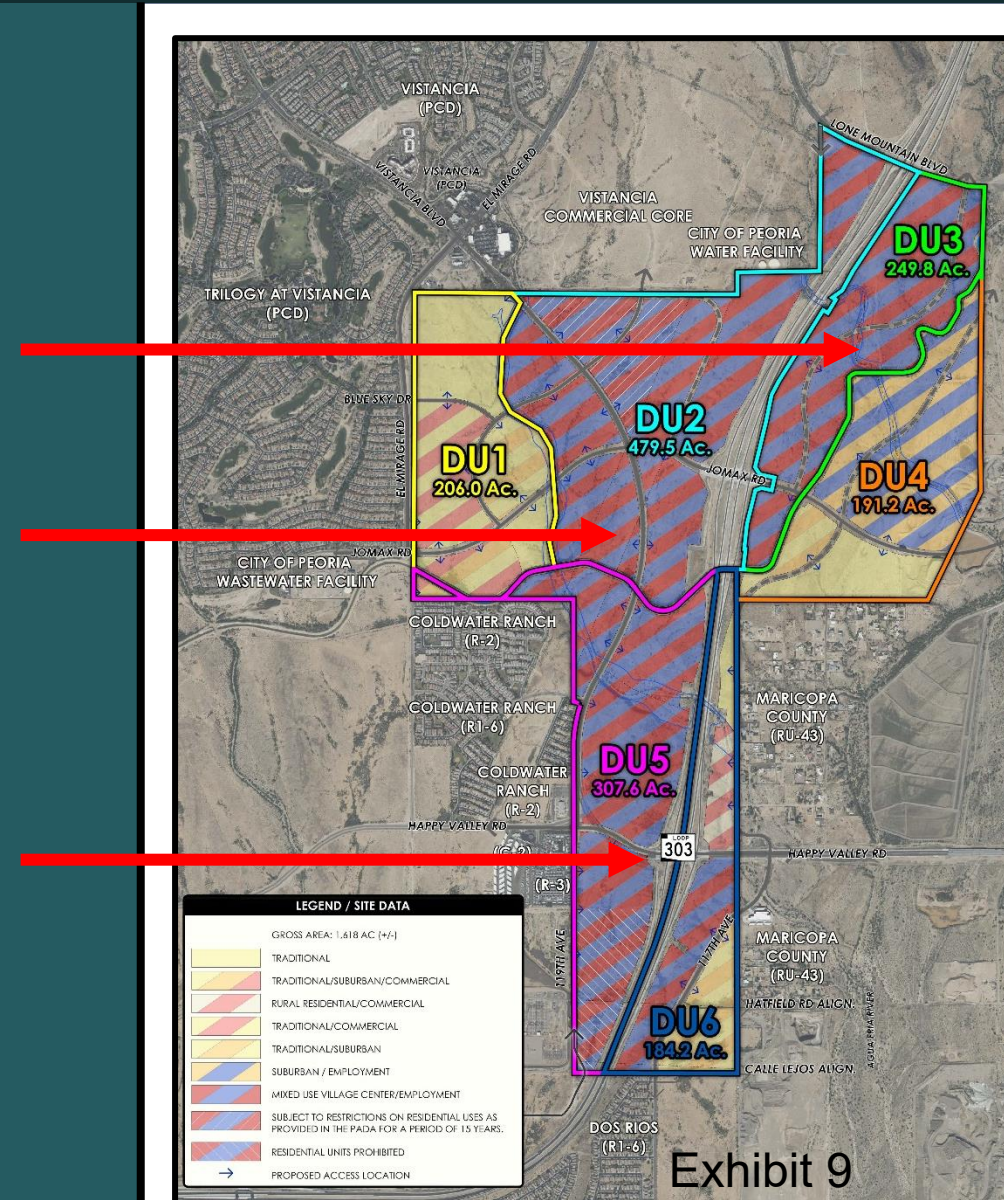 VISTANCIA
(PCD)
VISTANCIA BLVD
VISTANCIA
(PCD)
EL MIRAGE RD
LONE MOUNTAIN BLVD
VISTANCIA
COMMERCIAL CORE
CITY OF PEORIA
WATER FACILITY
DU3
249.8 Ac.
TRILOGY AT VISTANCIA
(PCD)
BLUE SKY DR
EL MIRAGE RD
DU1
206.0 Ac.
DU2
479.5 Ac.
JOMAX RD
DU4
191.2 Ac.
JOMAX RD
CITY OF PEORIA
WASTEWATER FACILITY
COLDWATER RANCH
(R-2)
COLDWATER RANCH
(R1-6)
MARICOPA
COUNTY
(RU-43)
DU5
307.6 Ac.
COLDWATER
RANCH
(R-2)
HAPPY VALLEY RD
LOOP
303
HAPPY VALLEY RD
(C-2)
(R-3)
119TH AVE
117TH AVE
MARICOPA
COUNTY
(RU-43)
HATFIELD RD ALIGN.
AGUA FRIA RIVER
DU6
184.2 Ac.
CALLE LEJOS ALIGN.
DOS RIOS
(R1-6)
LEGEND / SITE DATA
GROSS AREA: 1,618 AC (+/-)
TRADITIONAL
TRADITIONAL/SUBURBAN/COMMERCIAL
RURAL RESIDENTIAL/COMMERCIAL
TRADITIONAL/COMMERCIAL
TRADITIONAL/SUBURBAN
SUBURBAN / EMPLOYMENT
MIXED USE VILLAGE CENTER/EMPLOYMENT
SUBJECT TO RESTRICTIONS ON RESIDENTIAL USES AS
PROVIDED IN THE PADA FOR A PERIOD OF 15 YEARS.
RESIDENTIAL UNITS PROHIBITED
PROPOSED ACCESS LOCATION
Exhibit 9